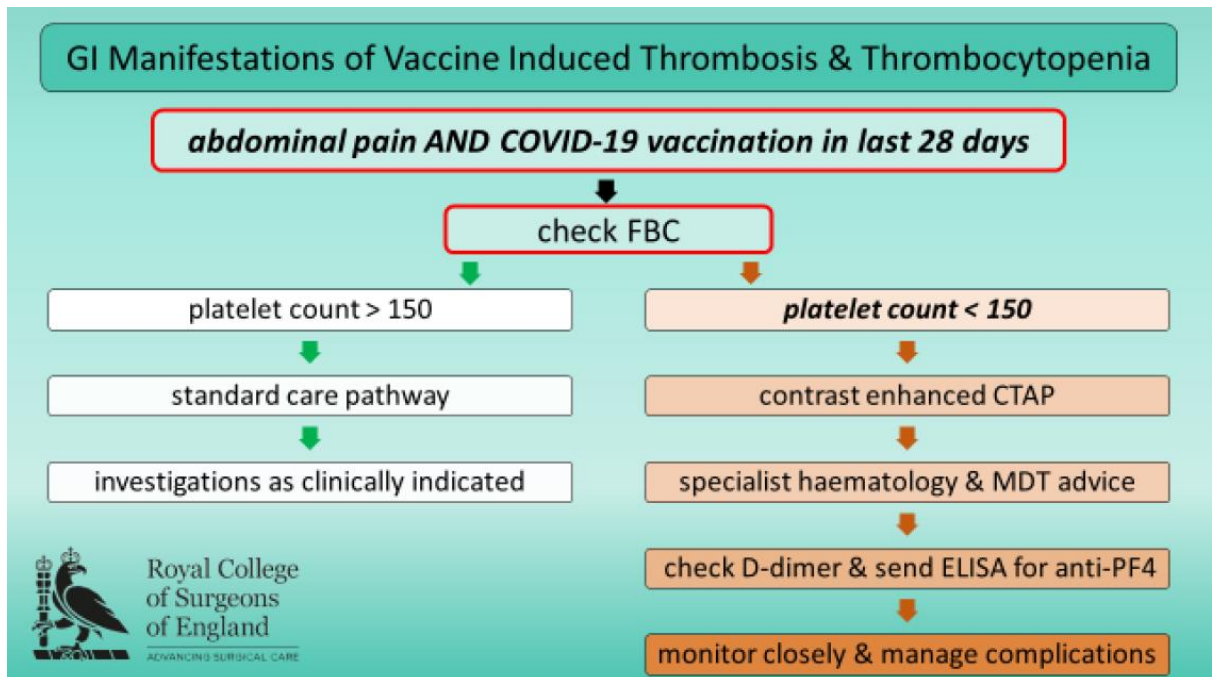 GI Manifestations of Vaccine Induced Thrombosis & Thrombocytopenia
abdominal pain AND COVID-19 vaccination in last 28 days
check FBC
platelet count > 150
standard care pathway
investigations as clinically indicated
platelet count < 150
contrast enhanced CTAP
specialist haematology & MDT advice
check D-dimer & send ELISA for anti-PF4
monitor closely & manage complications
Royal College
of Surgeons
of England
ADVANCING SURGICAL CARE